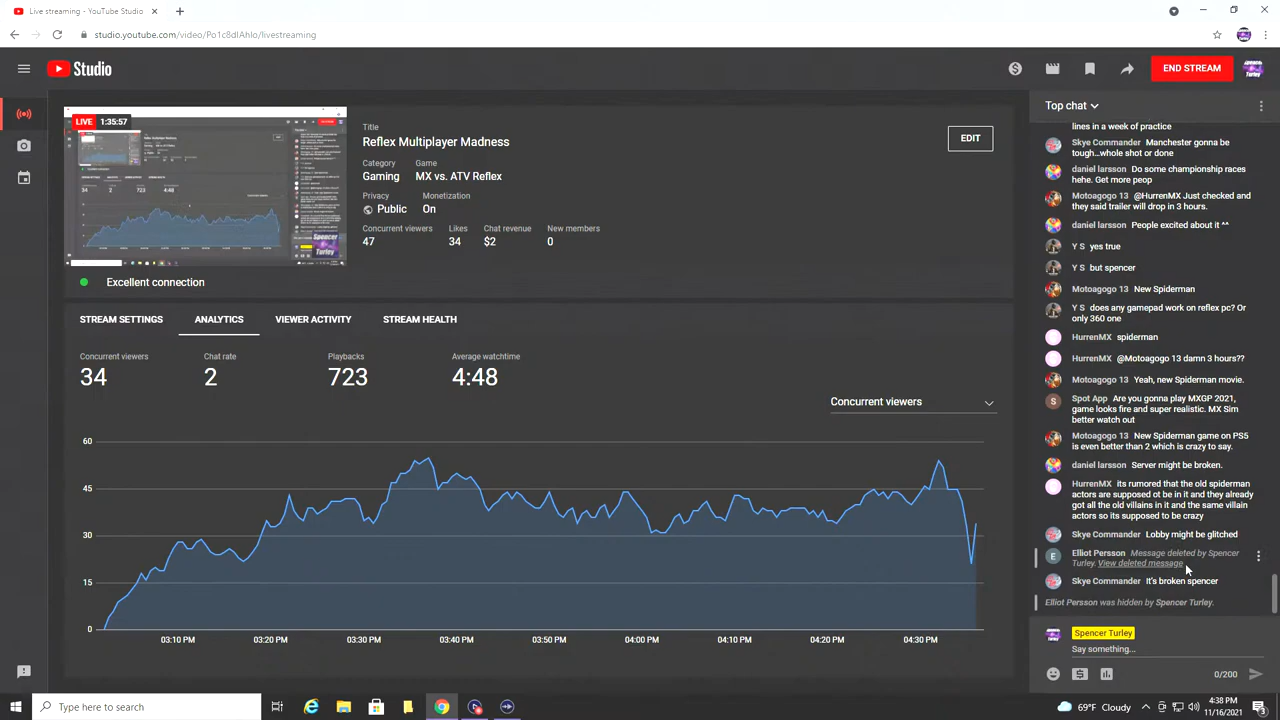 Live streaming - YouTube Studio
studio.youtube.com/video/Po1c8dIAhIo/livestreaming
Studio
END STREAM
LIVE 1:35:57
Title
Reflex Multiplayer Madness
EDIT
Category Game
Gaming MX vs. ATV Reflex
Privacy Monetization
Public On
Concurrent viewers Likes Chat revenue New members
47 34 $2 0
Spencer
Turley
Excellent connection
STREAM SETTINGS ANALYTICS VIEWER ACTIVITY STREAM HEALTH
Concurrent viewers Chat rate Playbacks Average watchtime
34 2 723 4:48
Concurrent viewers
60
45
30
15
0
03:10 PM 03:20 PM 03:30 PM 03:40 PM 03:50 PM 04:00 PM 04:10 PM 04:20 PM 04:30 PM
Top chat
lines in a week of practice
Skye Commander Manchester gonna be
tough..whole shot or done
daniel larsson Do some championship races
hehe. Get more peop
Motoagogo 13 @HurrenMX Just checked and
they said trailer will drop in 3 hours.
daniel larsson People excited about it ^^
Y S yes true
Y S but spencer
Motoagogo 13 New Spiderman
Y S does any gamepad work on reflex pc? Or
only 360 one
HurrenMX spiderman
HurrenMX @Motoagogo 13 damn 3 hours??
Motoagogo 13 Yeah, new Spiderman movie.
S Spot App Are you gonna play MXGP 2021,
game looks fire and super realistic. MX Sim
better watch out
Motoagogo 13 New Spiderman game on PS5
is even better than 2 which is crazy to say.
daniel larsson Server might be broken.
HurrenMX its rumored that the old spiderman
actors are supposed ot be in it and they already
got all the old villains in it and the same villain
actors so its supposed to be crazy
Skye Commander Lobby might be glitched
E Elliot Persson Message deleted by Spencer
Turley. View deleted message
Skye Commander It's broken spencer
Elliot Persson was hidden by Spencer Turley.
Spencer Turley
Say something...
0/200
Type here to search
69°F Cloudy
4:38 PM
11/16/2021
3